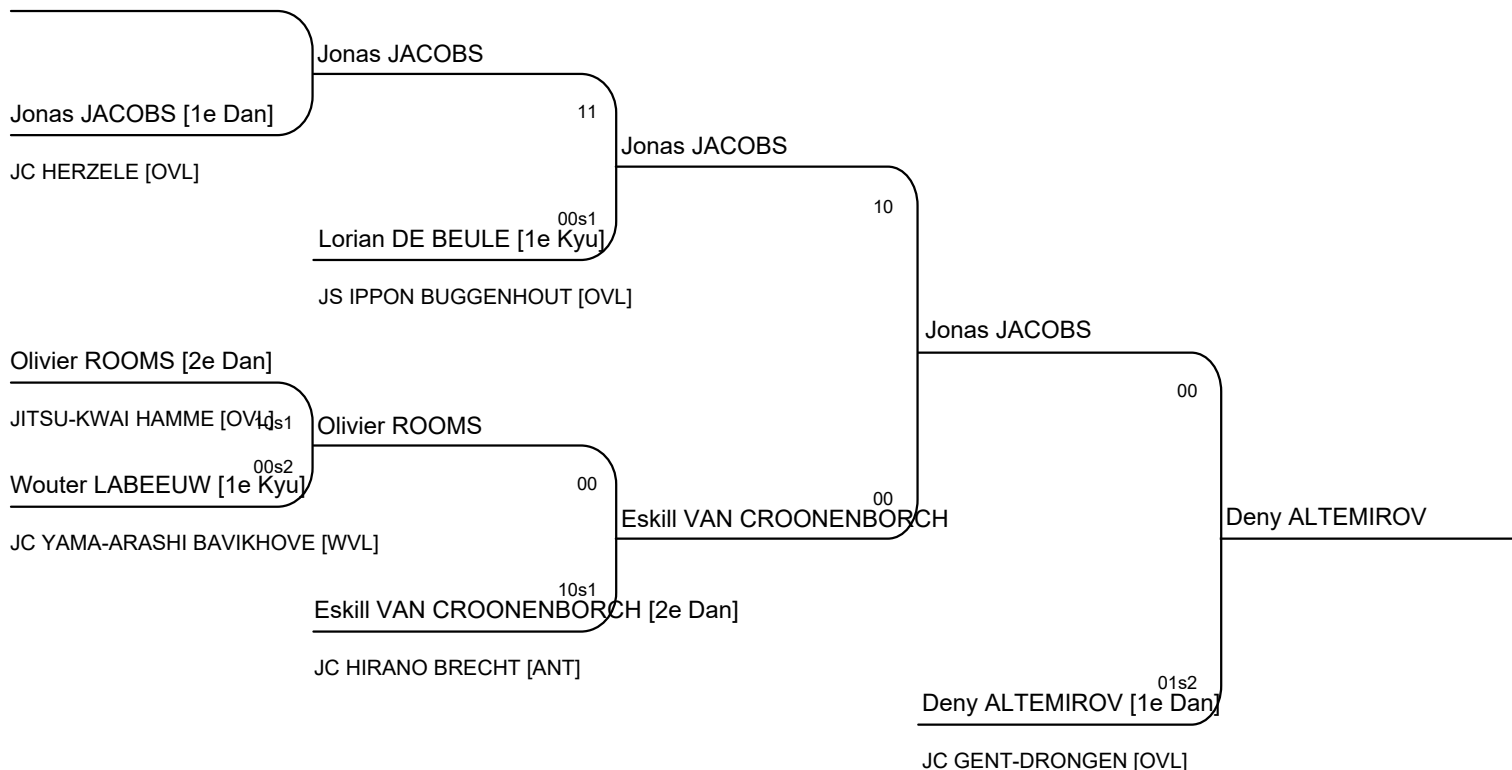 Jonas JACOBS
Jonas JACOBS [1e Dan]
11
Jonas JACOBS
JC HERZELE [OVL]
10
00s1
Lorian DE BEULE [1e Kyu]
JS IPPON BUGGENHOUT [OVL]
Jonas JACOBS
Olivier ROOMS [2e Dan]
00
JITSU-KWAI HAMME [OVL]
10s1
Olivier ROOMS
00s2
Wouter LABEEUW [1e Kyu]
00
00
Eskill VAN CROONENBORCH
Deny ALTEMIROV
JC YAMA-ARASHI BAVIKHOVE [WVL]
10s1
Eskill VAN CROONENBORCH [2e Dan]
JC HIRANO BRECHT [ANT]
01s2
Deny ALTEMIROV [1e Dan]
JC GENT-DRONGEN [OVL]